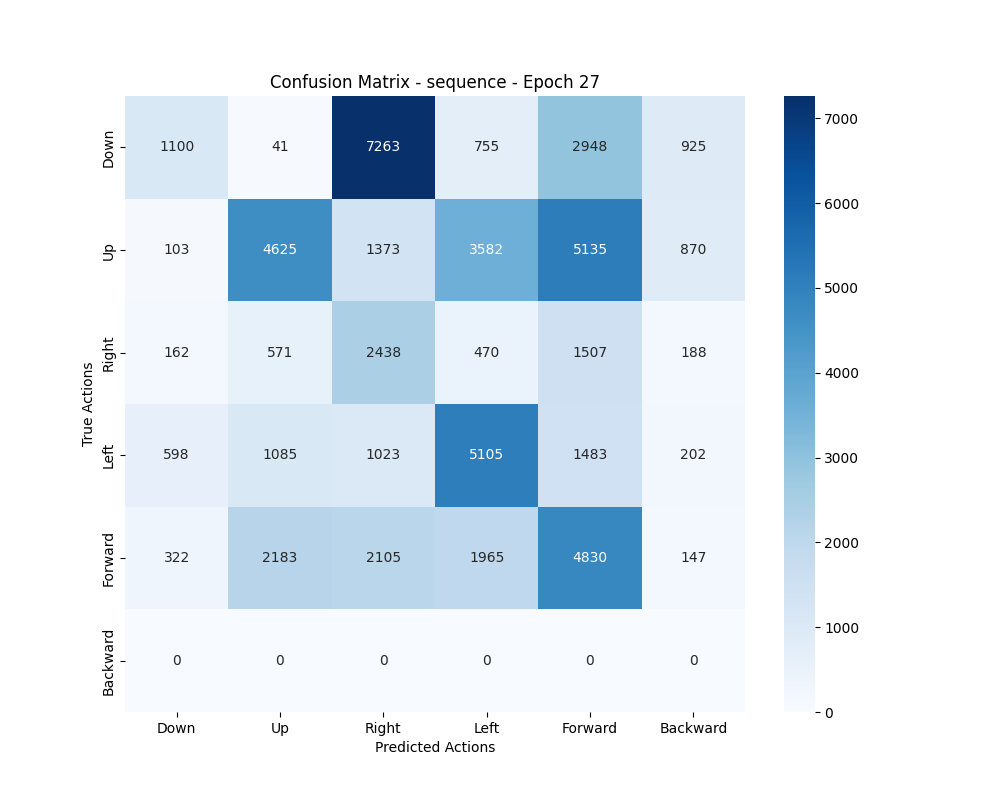 Confusion Matrix - sequence - Epoch 27
True Actions
Down 1100 41 7263 755 2948 925
Up 103 4625 1373 3582 5135 870
Right 162 571 2438 470 1507 188
Left 598 1085 1023 5105 1483 202
Forward 322 2183 2105 1965 4830 147
Backward 0 0 0 0 0 0
Down Up Right Left Forward Backward
Predicted Actions
7000
6000
5000
4000
3000
2000
1000
0